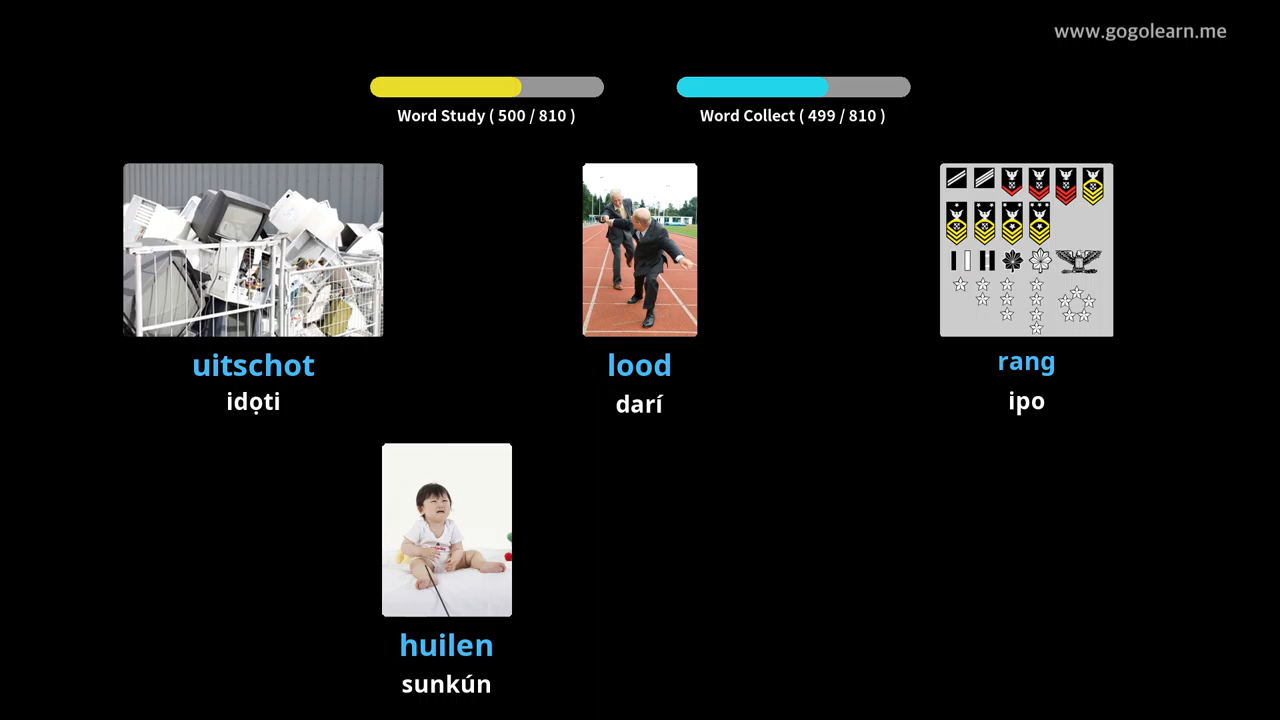 www.gogolearn.me
Word Study ( 500 / 810 )
Word Collect ( 499 / 810 )
uitschot
idọti
lood
darí
rang
ipo
huilen
sunkún